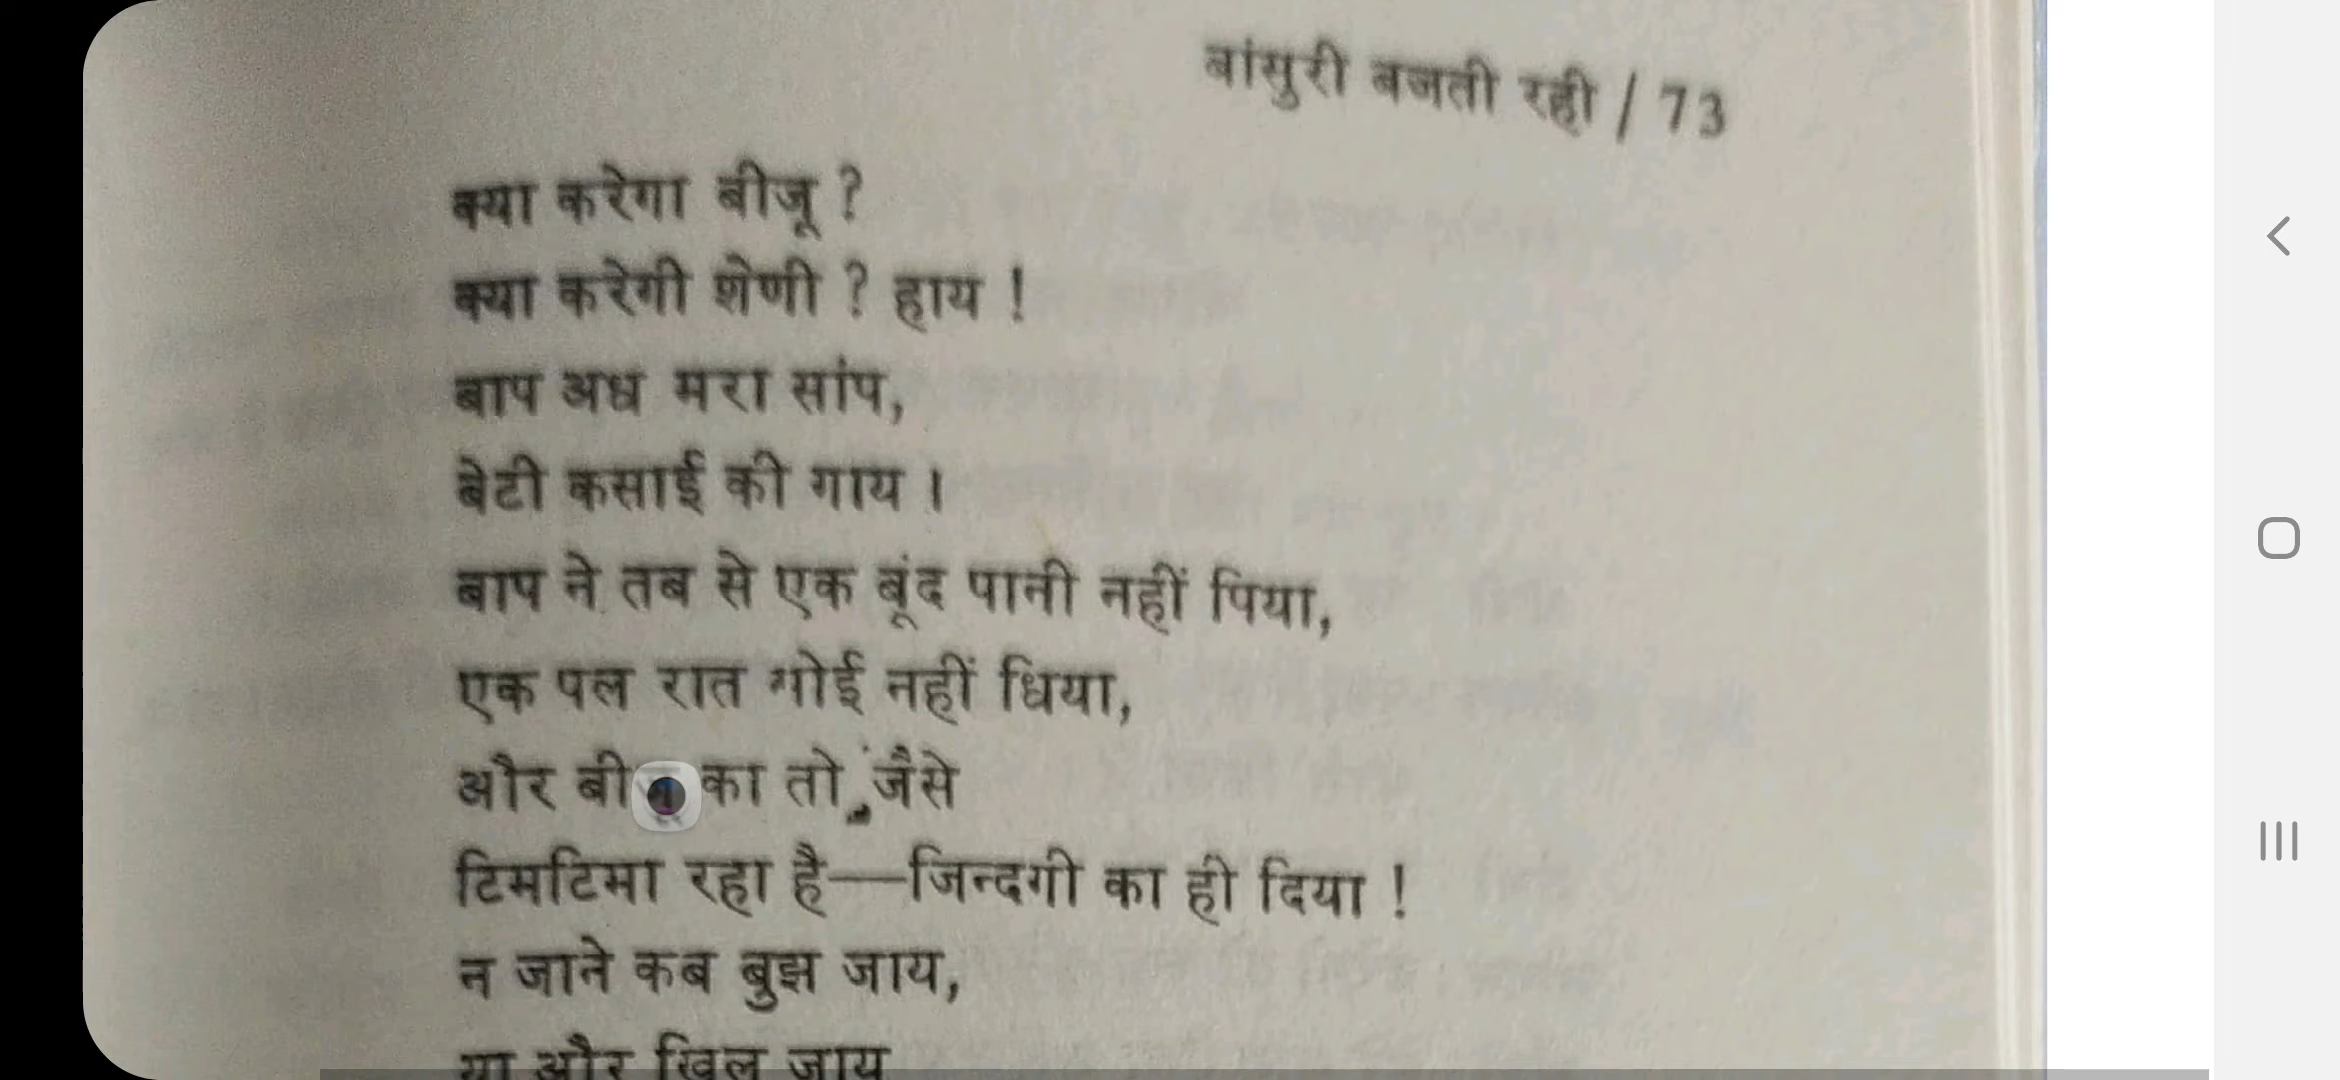 बांसुरी बजती रही / 73
क्या करेगा बीजू ?
क्या करेगी शेणी ? हाय !
बाप अध मरा सांप,
बेटी कसाई की गाय ।
बाप ने तब से एक बूंद पानी नहीं पिया,
एक पल रात सोई नहीं धिया,
और का तो जैसे
टिमटिमा रहा है—जिन्दगी का ही दिया !
न जाने कब बुझ जाय,
या और खिल जाय